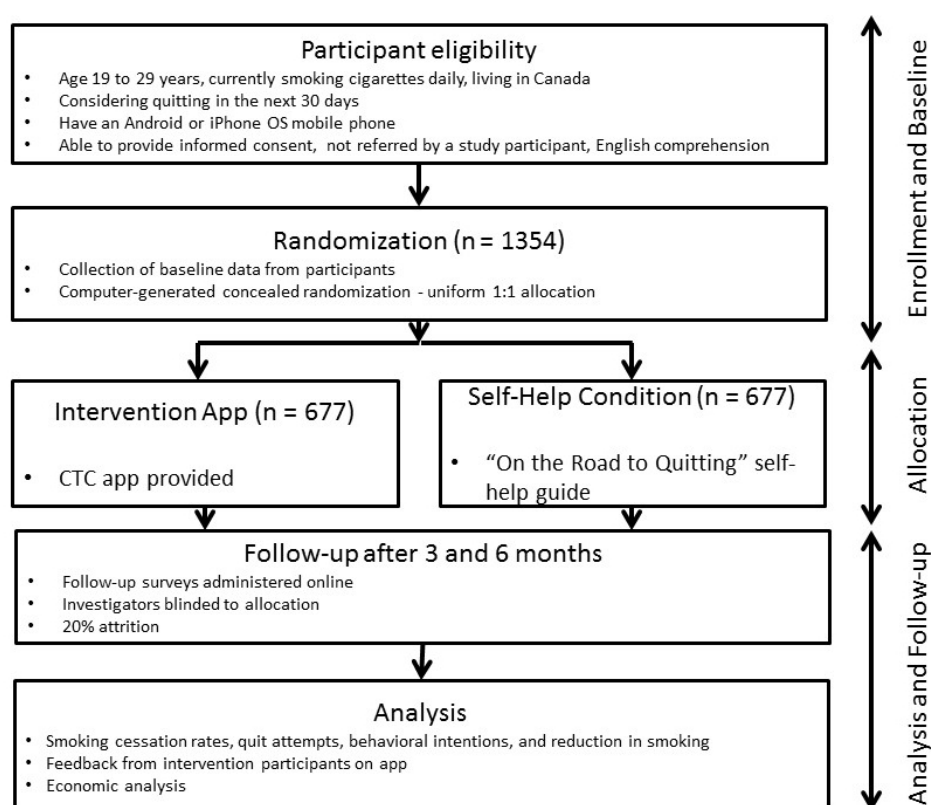 Participant eligibility
• Age 19 to 29 years, currently smoking cigarettes daily, living in Canada
• Considering quitting in the next 30 days
• Have an Android or iPhone OS mobile phone
• Able to provide informed consent, not referred by a study participant, English comprehension
Enrollment and Baseline
Randomization (n = 1354)
• Collection of baseline data from participants
• Computer-generated concealed randomization - uniform 1:1 allocation
Intervention App (n = 677)
• CTC app provided
Self-Help Condition (n = 677)
• “On the Road to Quitting” self-
help guide
Allocation
Follow-up after 3 and 6 months
• Follow-up surveys administered online
• Investigators blinded to allocation
• 20% attrition
Analysis
• Smoking cessation rates, quit attempts, behavioral intentions, and reduction in smoking
• Feedback from intervention participants on app
• Economic analysis
Analysis and Follow-up